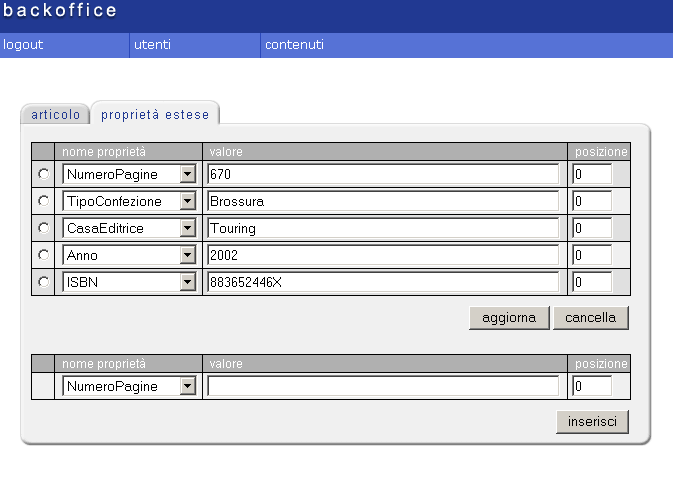 backoffice
logout utenti contenuti
articolo proprietà estese
nome proprietà valore posizione
NumeroPagine 670 0
TipoConfezione Brossura 0
CasaEditrice Touring 0
Anno 2002 0
ISBN 883652446X 0
aggiorna cancella
nome proprietà valore posizione
NumeroPagine 0
inserisci